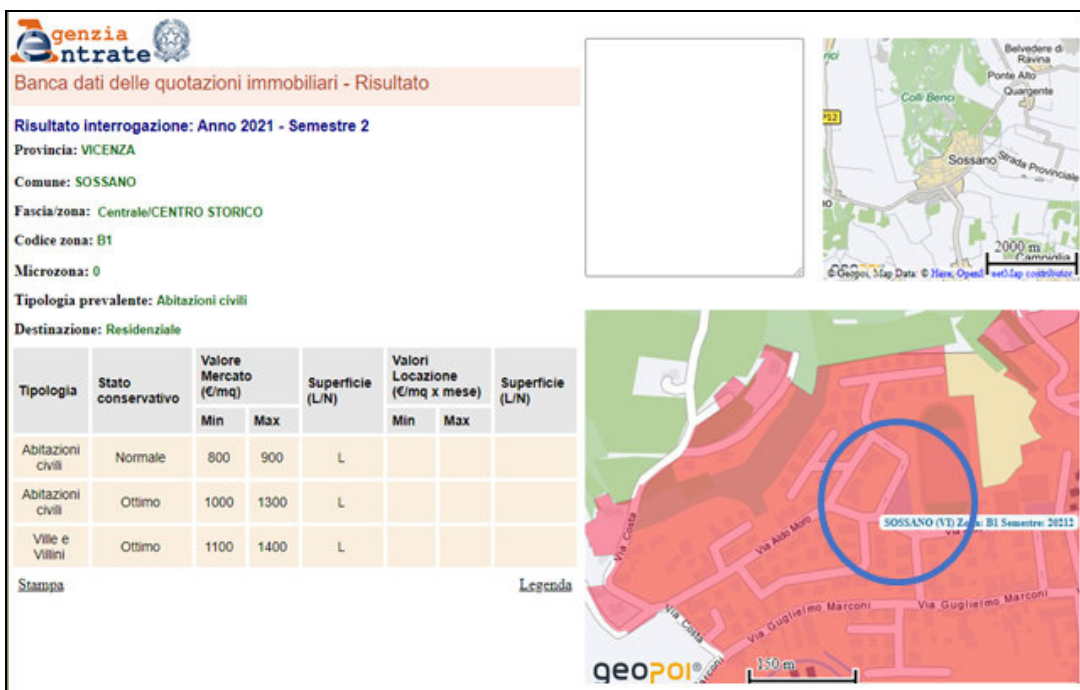 Agenzia
Entrate
Banca dati delle quotazioni immobiliari - Risultato
Risultato interrogazione: Anno 2021 - Semestre 2
Provincia: VICENZA
Comune: SOSSANO
Fascia/zona: Centrale/CENTRO STORICO
Codice zona: B1
Microzona: 0
Tipologia prevalente: Abitazioni civili
Destinazione: Residenziale
Tipologia
Stato conservativo
Valore Mercato (€/mq)
Superficie (L/N)
Valori Locazione (€/mq x mese)
Superficie (L/N)
Min Max Min Max
Abitazioni civili Normale 800 900 L
Abitazioni civili Ottimo 1000 1300 L
Ville e Villini Ottimo 1100 1400 L
Stampa Legenda
Belvedere di
Ravina
Ponte Alto
Quargente
Colli Berici
Sossano
Strada Provinciale
2000 m
Campiglia
© Geopoi, Map Data: © Here, Open
SOSSANO (VI) Zona: B1 Semestre: 20212
Via Aldo Moro
Via Costa
Via Costa
Via Guglielmo Marconi
Via Guglielmo Marconi
Marconi
geopoi®
150 m